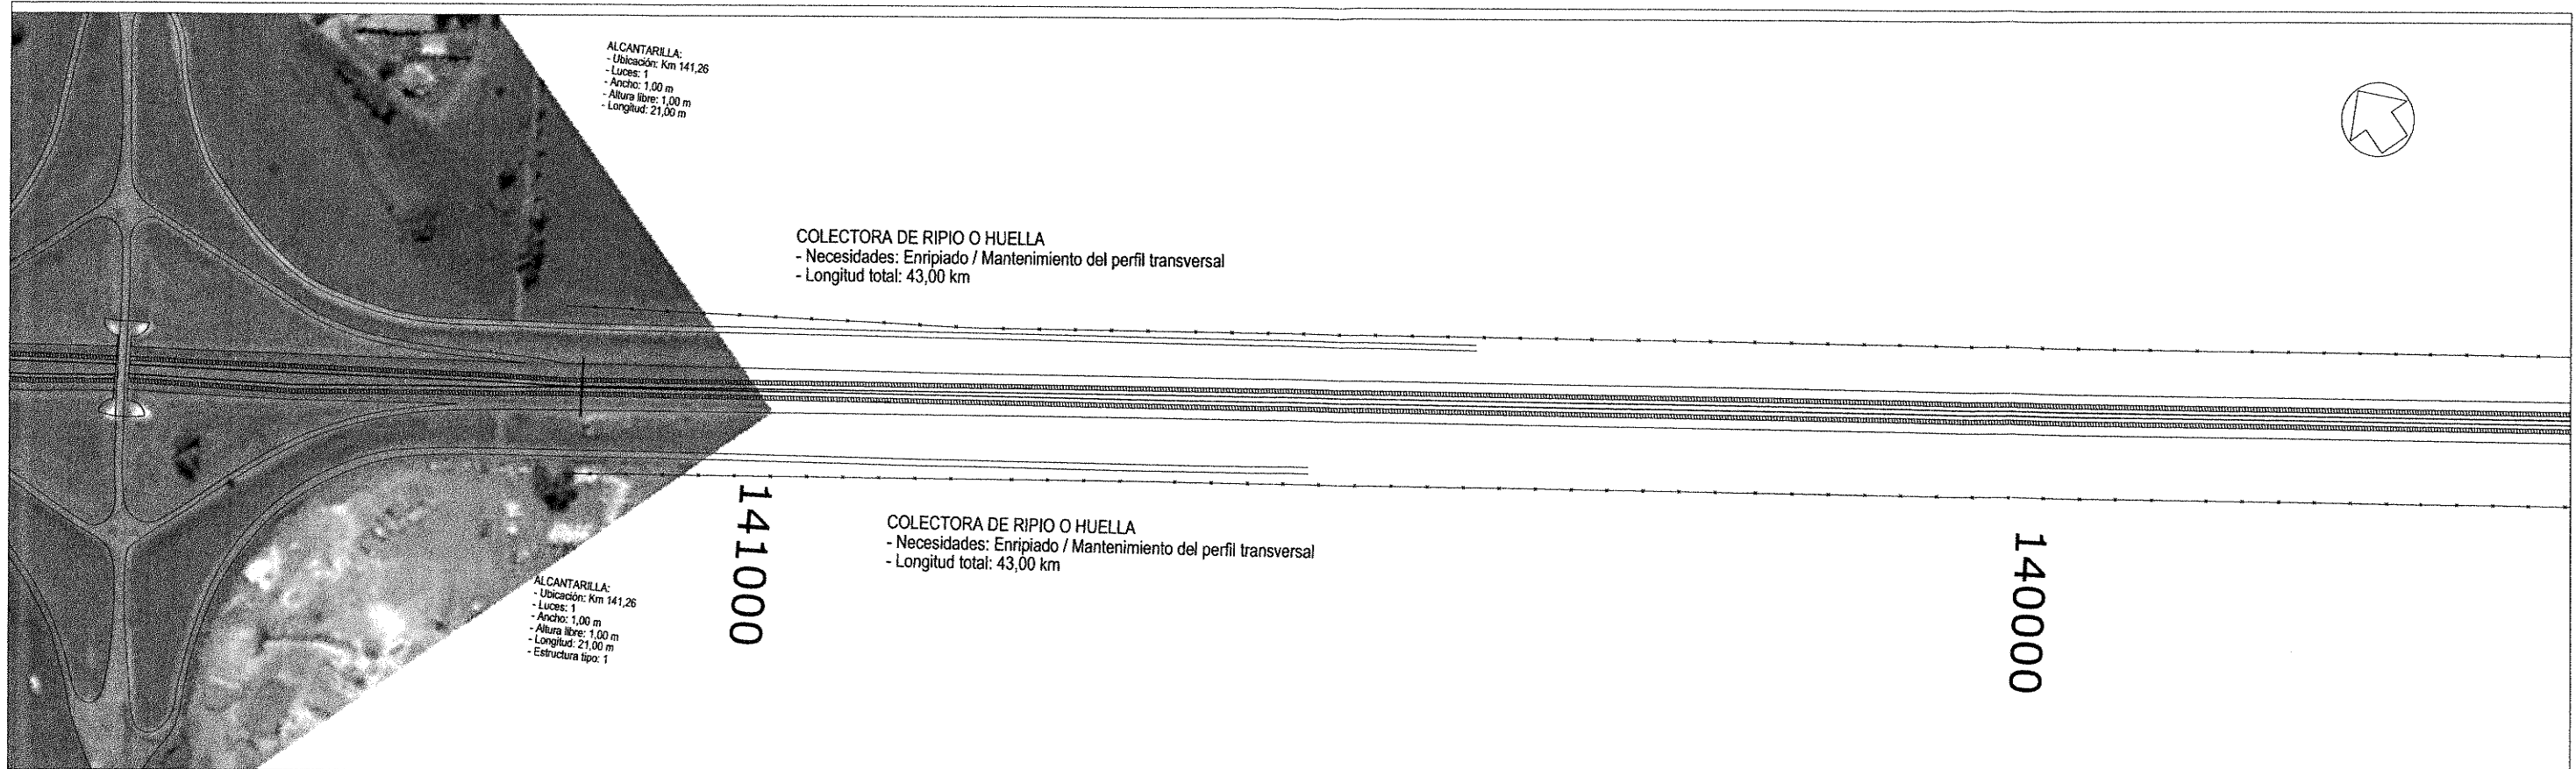 ALCANTARILLA:
- Ubicación: Km 141,26
- Luces: 1
- Ancho: 1,00 m
- Altura libre: 1,00 m
- Longitud: 21,00 m
COLECTORA DE RIPIO O HUELLA
- Necesidades: Enripiado / Mantenimiento del perfil transversal
- Longitud total: 43,00 km
141000
140000
COLECTORA DE RIPIO O HUELLA
- Necesidades: Enripiado / Mantenimiento del perfil transversal
- Longitud total: 43,00 km
ALCANTARILLA:
- Ubicación: Km 141,26
- Luces: 1
- Ancho: 1,00 m
- Altura libre: 1,00 m
- Longitud: 21,00 m
- Estructura tipo: 1